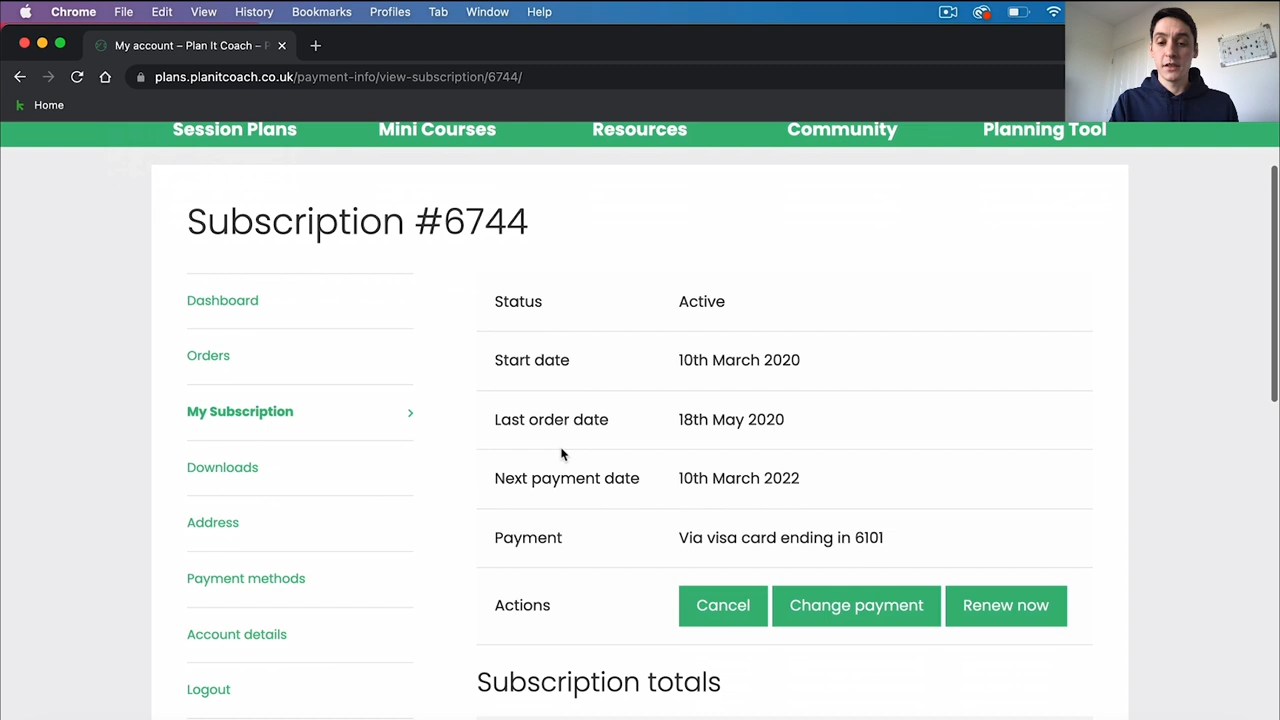 Chrome File Edit View History Bookmarks Profiles Tab Window Help
My account – Plan It Coach –
plans.planitcoach.co.uk/payment-info/view-subscription/6744/
Home
Session Plans Mini Courses Resources Community Planning Tool
Subscription #6744
Dashboard
Orders
My Subscription
Downloads
Address
Payment methods
Account details
Logout
Status Active
Start date 10th March 2020
Last order date 18th May 2020
Next payment date 10th March 2022
Payment Via visa card ending in 6101
Actions Cancel Change payment Renew now
Subscription totals